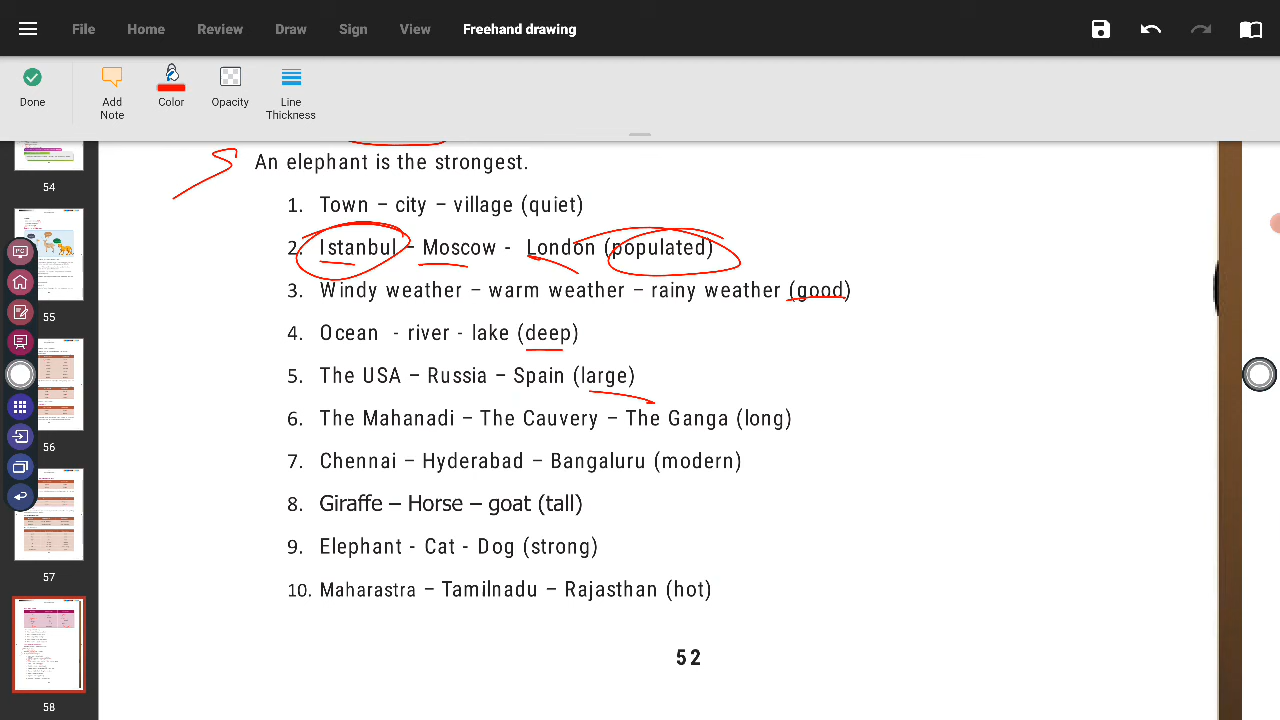 File Home Review Draw Sign View Freehand drawing
Done Add Note Color Opacity Line Thickness
An elephant is the strongest.
1. Town – city – village (quiet)
2. Istanbul - Moscow - London (populated)
3. Windy weather – warm weather – rainy weather (good)
4. Ocean - river - lake (deep)
5. The USA – Russia – Spain (large)
6. The Mahanadi – The Cauvery – The Ganga (long)
7. Chennai – Hyderabad – Bangaluru (modern)
8. Giraffe – Horse – goat (tall)
9. Elephant - Cat - Dog (strong)
10. Maharastra – Tamilnadu – Rajasthan (hot)
52
54
55
56
57
58
PC